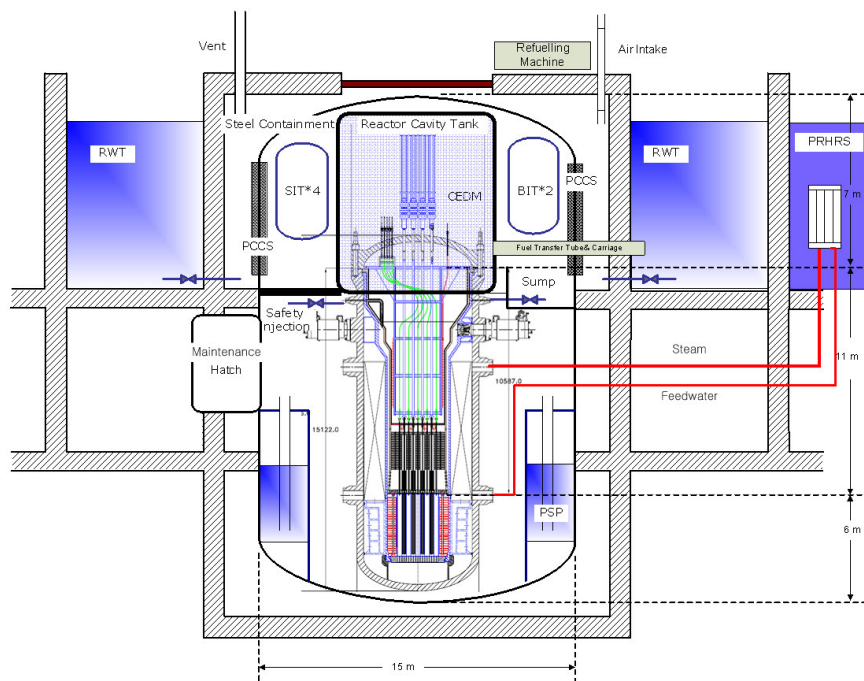 Vent
Refuelling
Machine
Air Intake
Steel Containment
Reactor Cavity Tank
RWT
RWT
PRHRS
SIT*4
BIT*2
CEDM
PCCS
PCCS
7 m
Fuel Transfer Tube& Carriage
Sump
Safety
Injection
Maintenance
Hatch
Steam
11 m
Feedwater
10587.0
15122.0
PSP
6 m
15 m